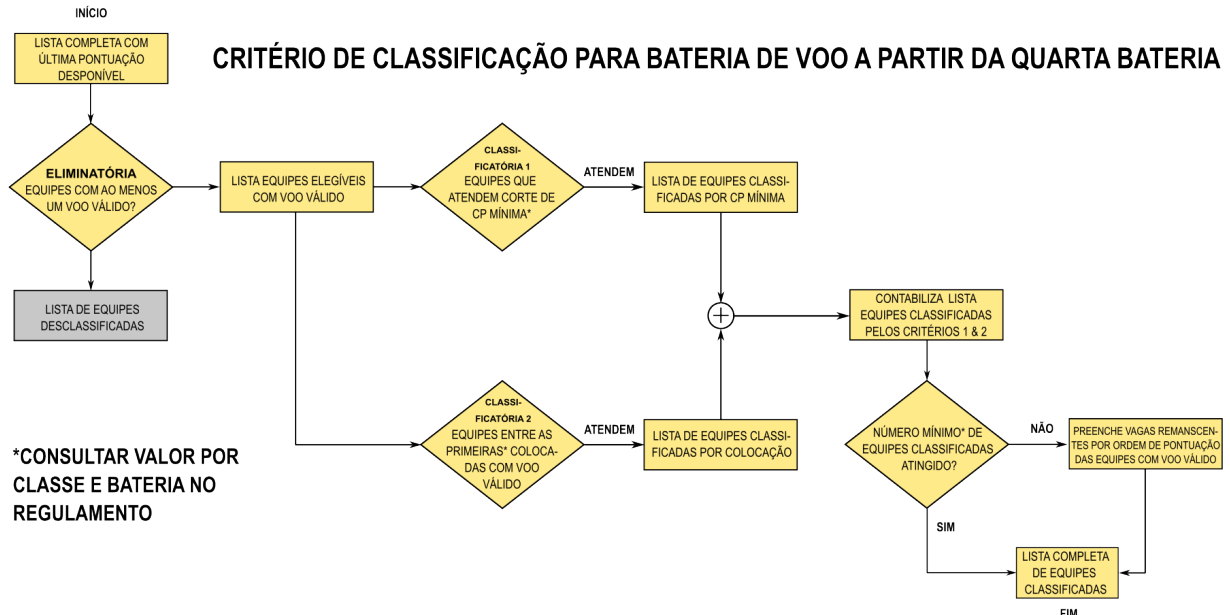 INÍCIO
LISTA COMPLETA COM
ÚLTIMA PONTUAÇÃO
DISPONÍVEL
CRITÉRIO DE CLASSIFICAÇÃO PARA BATERIA DE VOO A PARTIR DA QUARTA BATERIA
ELIMINATÓRIA
EQUIPES COM AO MENOS
UM VOO VÁLIDO?
LISTA DE EQUIPES
DESCLASSIFICADAS
LISTA EQUIPES ELEGÍVEIS
COM VOO VÁLIDO
CLASSI-
FICATÓRIA 1
EQUIPES QUE
ATENDEM CORTE DE
CP MÍNIMA*
ATENDEM
LISTA DE EQUIPES CLASSI-
FICADAS POR CP MÍNIMA
CLASSI-
FICATÓRIA 2
EQUIPES ENTRE AS
PRIMEIRAS* COLOCA-
DAS COM VOO
VÁLIDO
ATENDEM
LISTA DE EQUIPES CLASSI-
FICADAS POR COLOCAÇÃO
CONTABILIZA LISTA
EQUIPES CLASSIFICADAS
PELOS CRITÉRIOS 1 & 2
NÚMERO MÍNIMO* DE
EQUIPES CLASSIFICADAS
ATINGIDO?
NÃO
PREENCHE VAGAS REMANSCEN-
TES POR ORDEM DE PONTUAÇÃO
DAS EQUIPES COM VOO VÁLIDO
SIM
LISTA COMPLETA
DE EQUIPES
CLASSIFICADAS
FIM
*CONSULTAR VALOR POR
CLASSE E BATERIA NO
REGULAMENTO